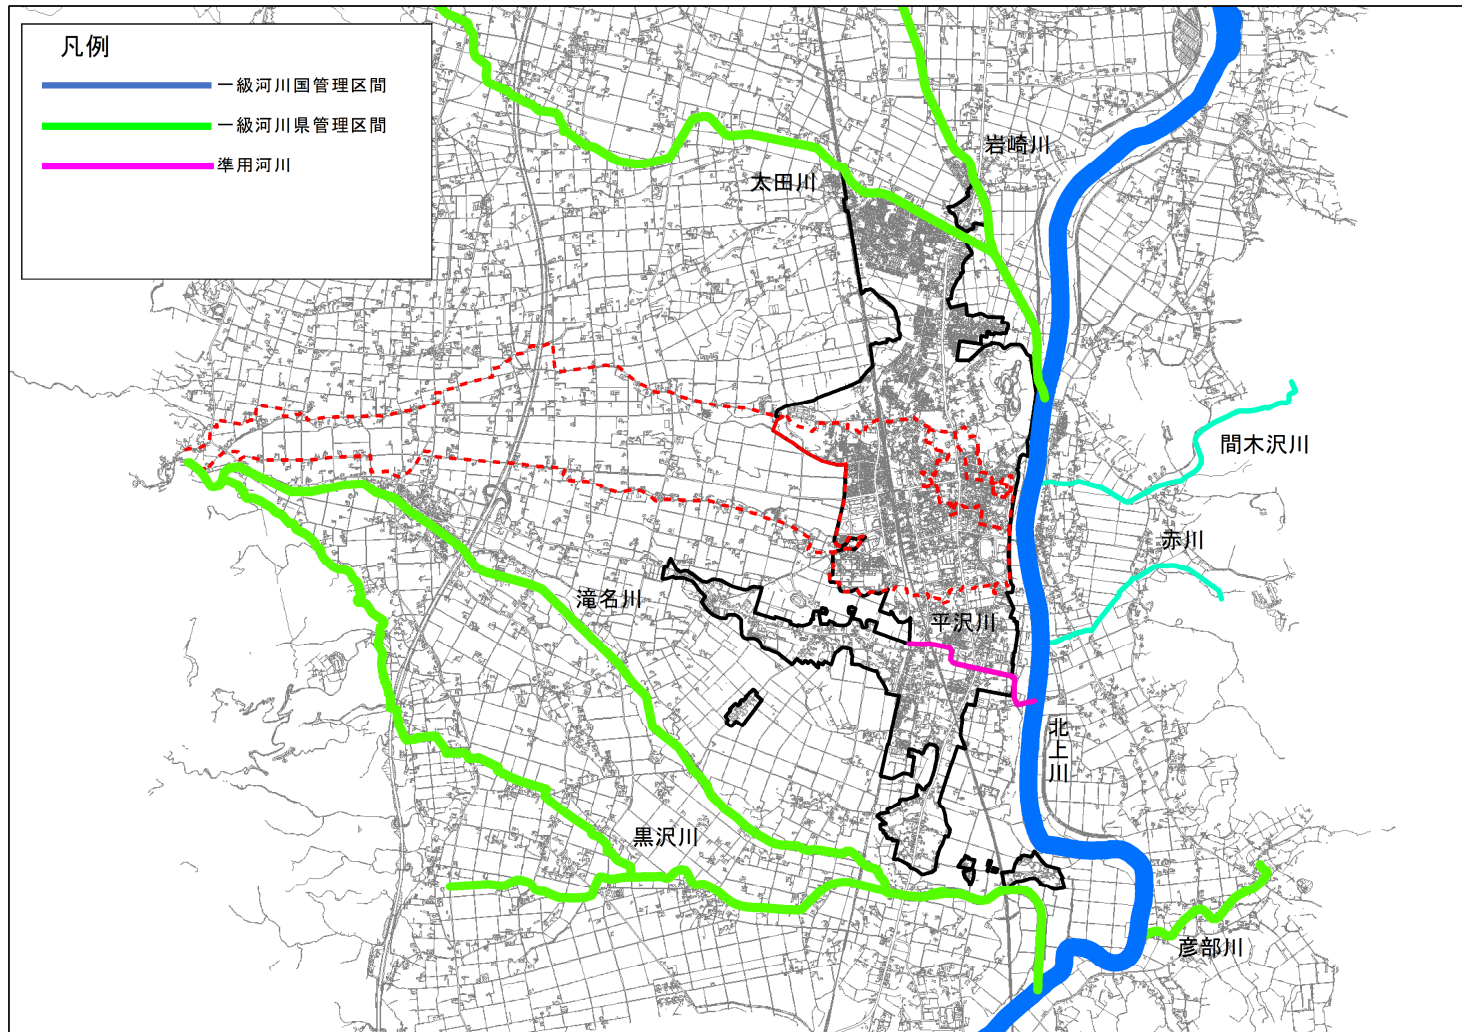 凡例
一級河川国管理区間
一級河川県管理区間
準用河川
岩崎川
太田川
間木沢川
赤川
滝名川
平沢川
北上川
黒沢川
彦部川